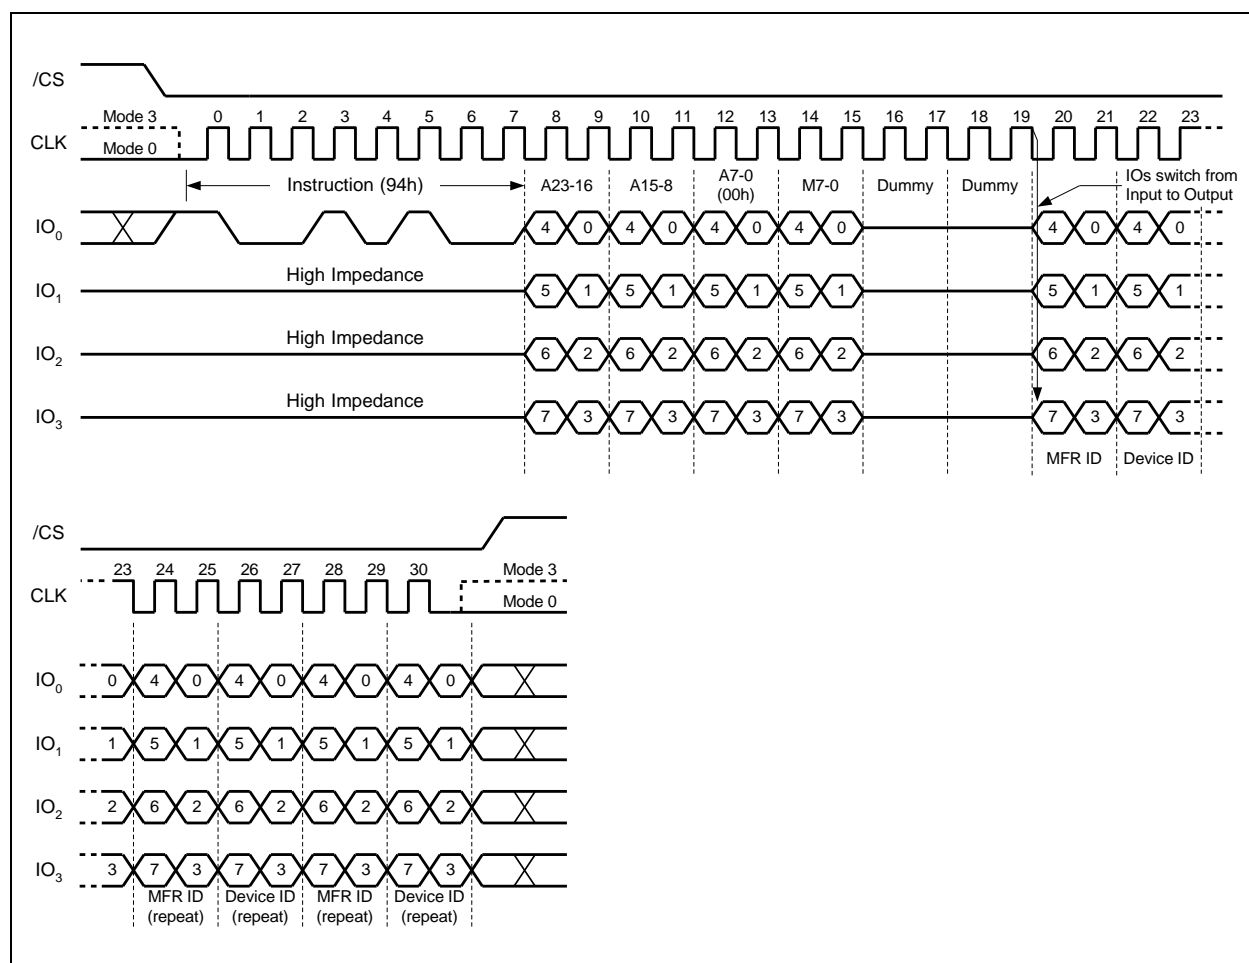 /CS
Mode 3
0 1 2 3 4 5 6 7 8 9 10 11 12 13 14 15 16 17 18 19 20 21 22 23
CLK
Mode 0
Instruction (94h)
A23-16
A15-8
A7-0
(00h)
M7-0
Dummy
Dummy
IOs switch from
Input to Output
IO0
4 0 4 0 4 0 4 0 4 0 4 0
High Impedance
IO1
5 1 5 1 5 1 5 1 5 1 5 1
High Impedance
IO2
6 2 6 2 6 2 6 2 6 2 6 2
High Impedance
IO3
7 3 7 3 7 3 7 3 7 3 7 3
MFR ID
Device ID
/CS
23 24 25 26 27 28 29 30
Mode 3
CLK
Mode 0
IO0
0 4 0 4 0 4 0 4 0
IO1
1 5 1 5 1 5 1 5 1
IO2
2 6 2 6 2 6 2 6 2
IO3
3 7 3 7 3 7 3 7 3
MFR ID
(repeat)
Device ID
(repeat)
MFR ID
(repeat)
Device ID
(repeat)